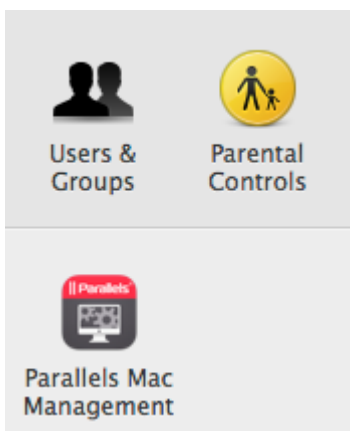 Users &
Groups
Parental
Controls
|| Parallels
Parallels Mac
Management